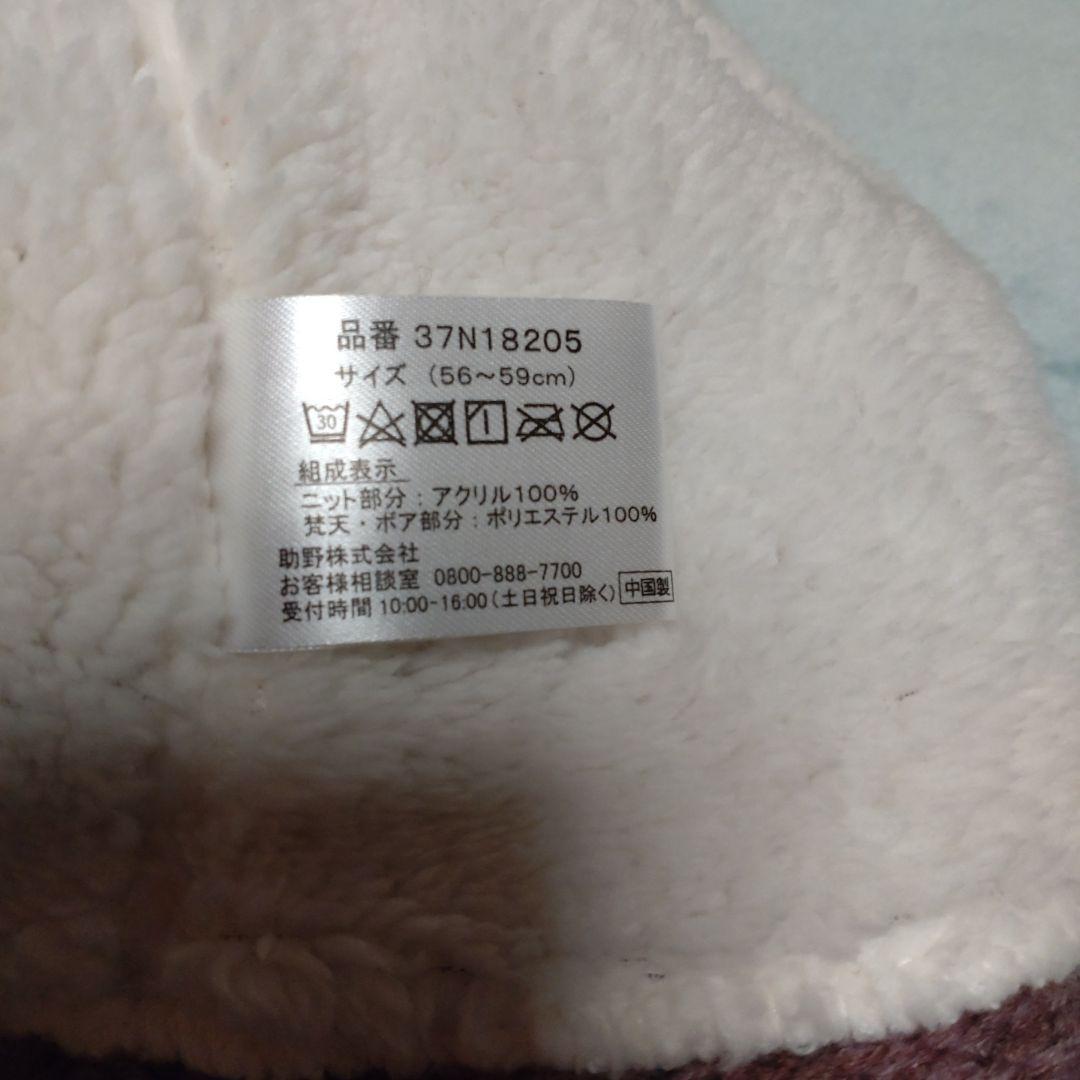 品番 37N18205
サイズ (56～59cm)
30
組成表示
ニット部分：アクリル100%
梵天・ボア部分：ポリエステル100%
助野株式会社
お客様相談室 0800-888-7700
受付時間 10:00-16:00(土日祝日除く) 中国製